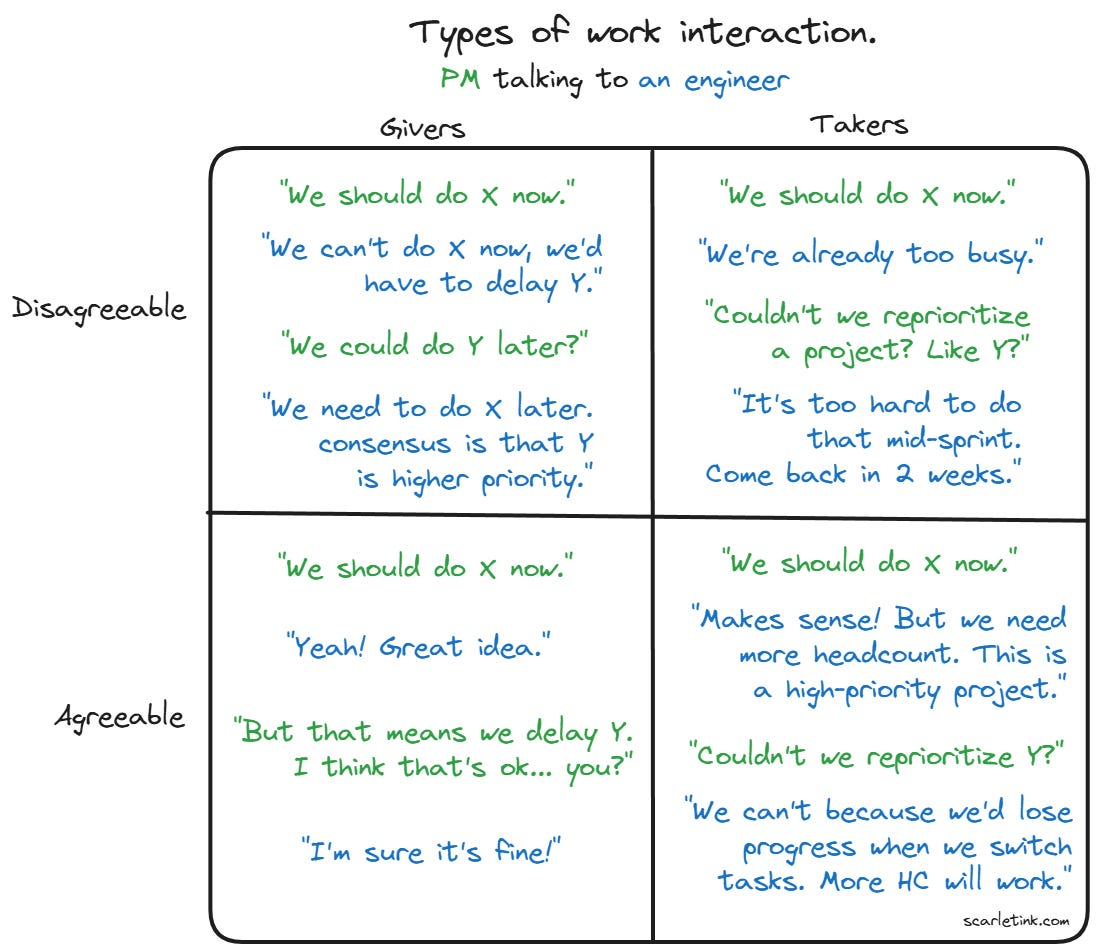 Types of work interaction.
PM talking to an engineer
Givers
Takers
Disagreeable
"We should do X now."
"We can't do X now, we'd
have to delay Y."
"We could do Y later?"
"We need to do X later.
consensus is that Y
is higher priority."
"We should do X now."
"We're already too busy."
"Couldn't we reprioritize
a project? Like Y?"
"It's too hard to do
that mid-sprint.
Come back in 2 weeks."
Agreeable
"We should do X now."
"Yeah! Great idea."
"But that means we delay Y.
I think that's ok... you?"
"I'm sure it's fine!"
"We should do X now."
"Makes sense! But we need
more headcount. This is
a high-priority project."
"Couldn't we reprioritize Y?"
"We can't because we'd lose
progress when we switch
tasks. More HC will work."
scarletink.com